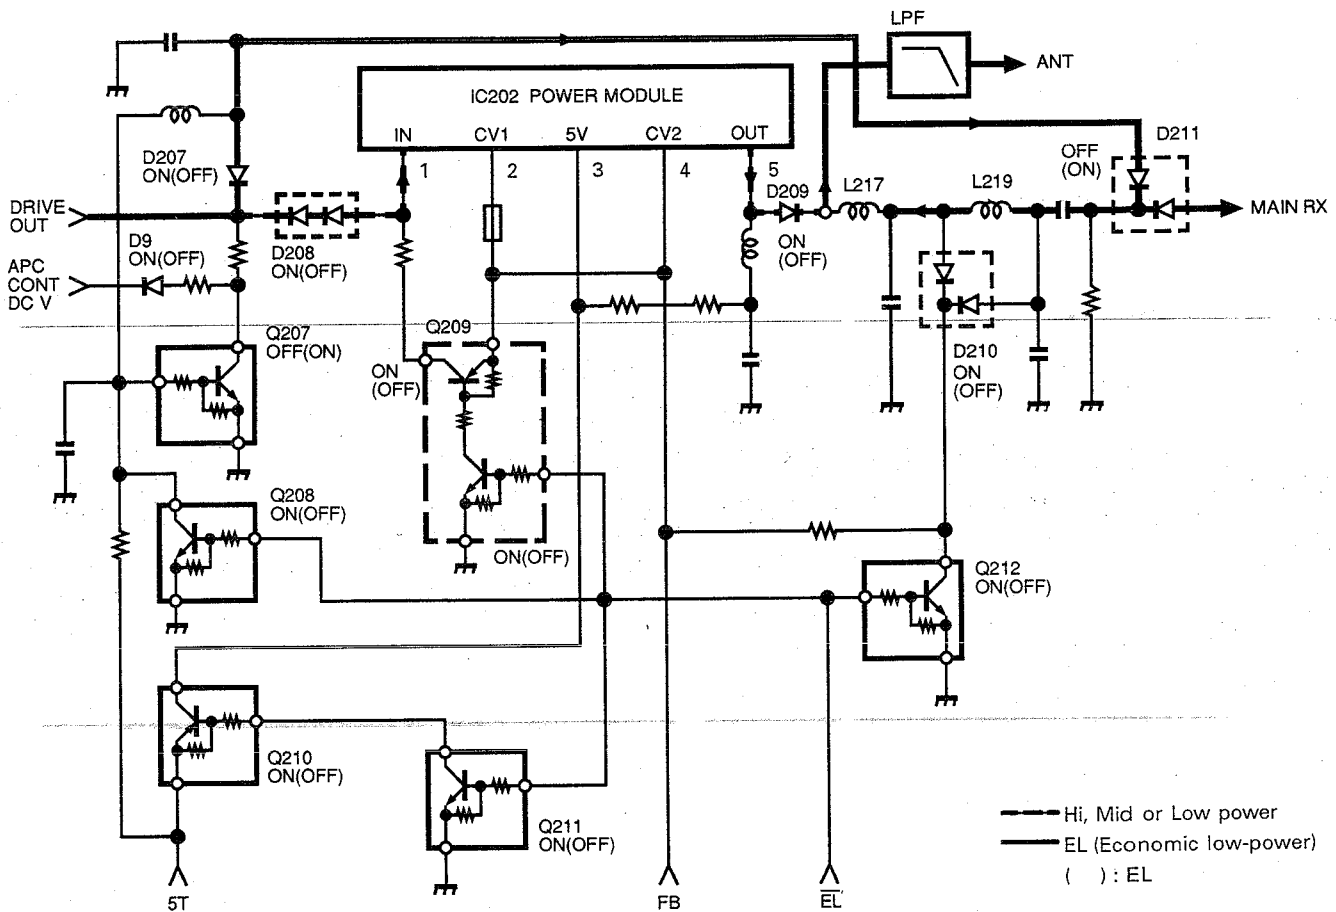 LPF
ANT
IC202 POWER MODULE
IN CV1 5V CV2 OUT
1 2 3 4 5
D207
ON(OFF)
DRIVE
OUT
D208
ON(OFF)
D9
ON(OFF)
APC
CONT
DC V
D209
ON
(OFF)
L217
L219
OFF
(ON)
D211
MAIN RX
Q207
OFF(ON)
Q209
ON
(OFF)
ON(OFF)
D210
ON
(OFF)
Q208
ON(OFF)
Q212
ON(OFF)
Q210
ON(OFF)
Q211
ON(OFF)
Hi, Mid or Low power
EL (Economic low-power)
( ) : EL
5T
FB
EL